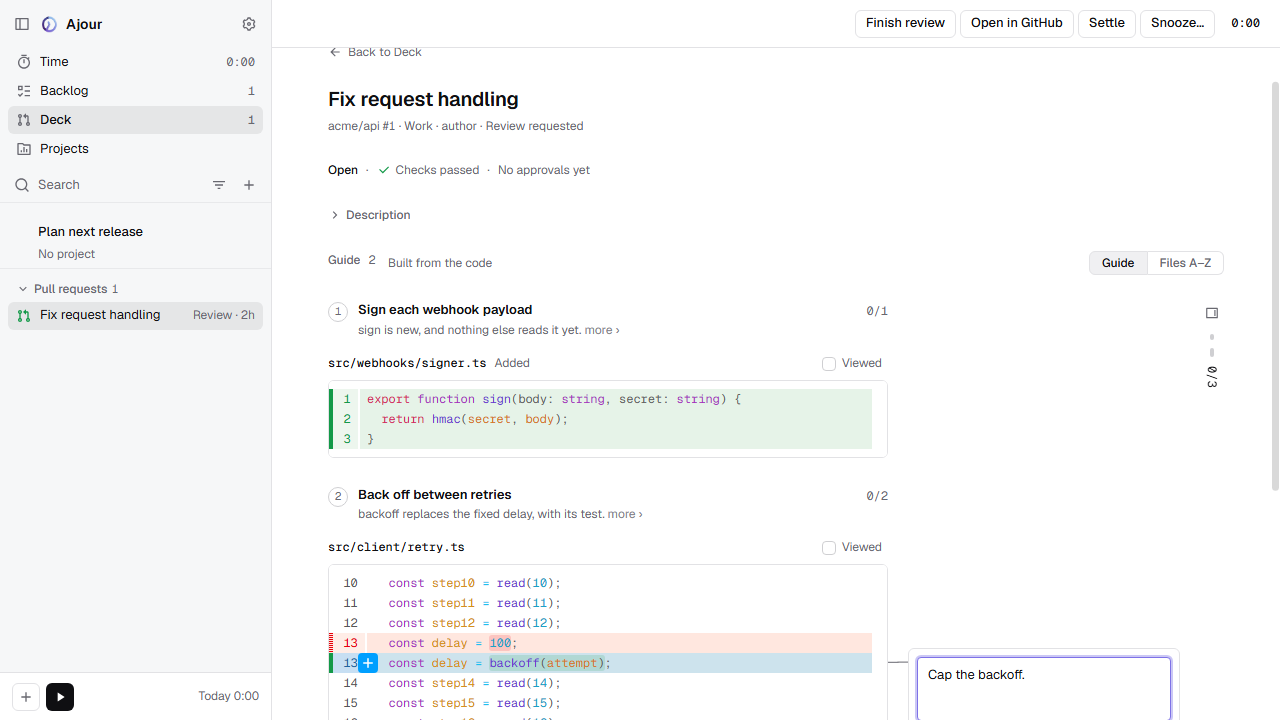 Ajour
Time 0:00
Backlog 1
Deck 1
Projects
Search
Plan next release
No project
Pull requests 1
Fix request handling Review · 2h
Today 0:00
Finish review
Open in GitHub
Settle
Snooze…
0:00
Back to Deck
Fix request handling
acme/api #1 · Work · author · Review requested
Open · Checks passed · No approvals yet
Description
Guide 2 Built from the code
Guide Files A–Z
1 Sign each webhook payload 0/1
sign is new, and nothing else reads it yet. more ›
src/webhooks/signer.ts Added Viewed
1 export function sign(body: string, secret: string) {
2 return hmac(secret, body);
3 }
0/3
2 Back off between retries 0/2
backoff replaces the fixed delay, with its test. more ›
src/client/retry.ts Viewed
10 const step10 = read(10);
11 const step11 = read(11);
12 const step12 = read(12);
13 const delay = 100;
13 const delay = backoff(attempt);
14 const step14 = read(14);
15 const step15 = read(15);
Cap the backoff.